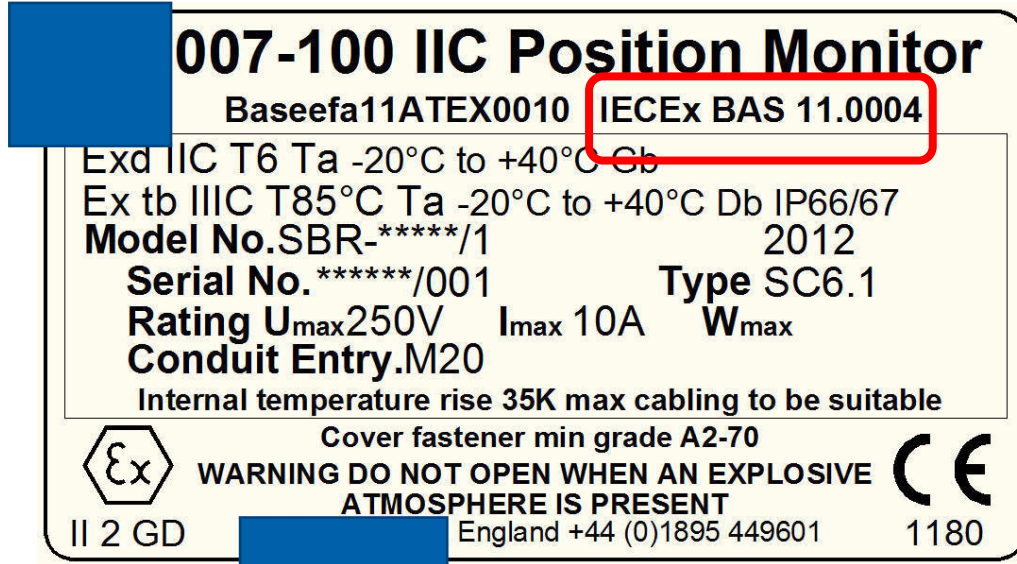 007-100 IIC Position Monitor
Baseefa11ATEX0010 IECEx BAS 11.0004
Exd IIC T6 Ta -20°C to +40°C Gb
Ex tb IIIC T85°C Ta -20°C to +40°C Db IP66/67
Model No.SBR-*****/1 2012
Serial No. ******/001 Type SC6.1
Rating Umax250V Imax 10A Wmax
Conduit Entry.M20
Internal temperature rise 35K max cabling to be suitable
Cover fastener min grade A2-70
Ex WARNING DO NOT OPEN WHEN AN EXPLOSIVE CE
ATMOSPHERE IS PRESENT
II 2 GD England +44 (0)1895 449601 1180